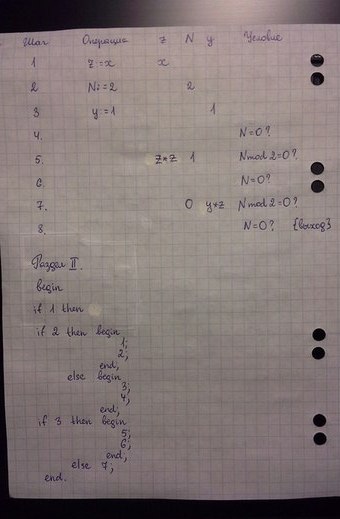 Шаг Операция Z N y Условие
1 Z = x x
2 N:=2 2
3 y:=1 1
4. N=0?
5. Z*Z 1 N mod 2=0?
6. N=0?
7. 0 y*z N mod 2=0?
8. N=0? {выход}
Раздел II.
begin
if 1 then
if 2 then begin
1;
2;
end;
else begin
3;
4;
end;
if 3 then begin
5;
6;
end;
else 7;
end.